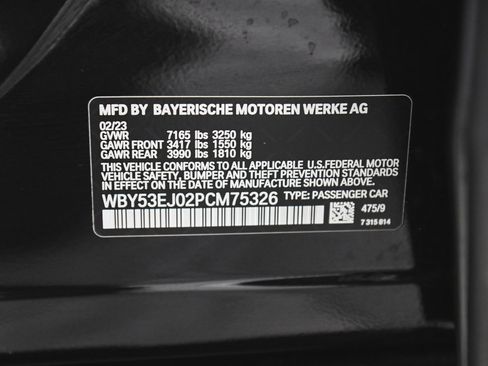 MFD BY BAYERISCHE MOTOREN WERKE AG
02/23
GVWR 7165 lbs 3250 kg
GAWR FRONT 3417 lbs 1550 kg
GAWR REAR 3990 lbs 1810 kg
THIS VEHICLE CONFORMS TO ALL APPLICABLE U.S.FEDERAL MOTOR
VEHICLE SAFETY, BUMPER AND THEFT PREVENTION STANDARDS IN
EFFECT ON THE DATE OF MANUFACTURE SHOWN ABOVE.
WBY53EJ02PCM75326 TYPE: PASSENGER CAR
475/9
7 315 814